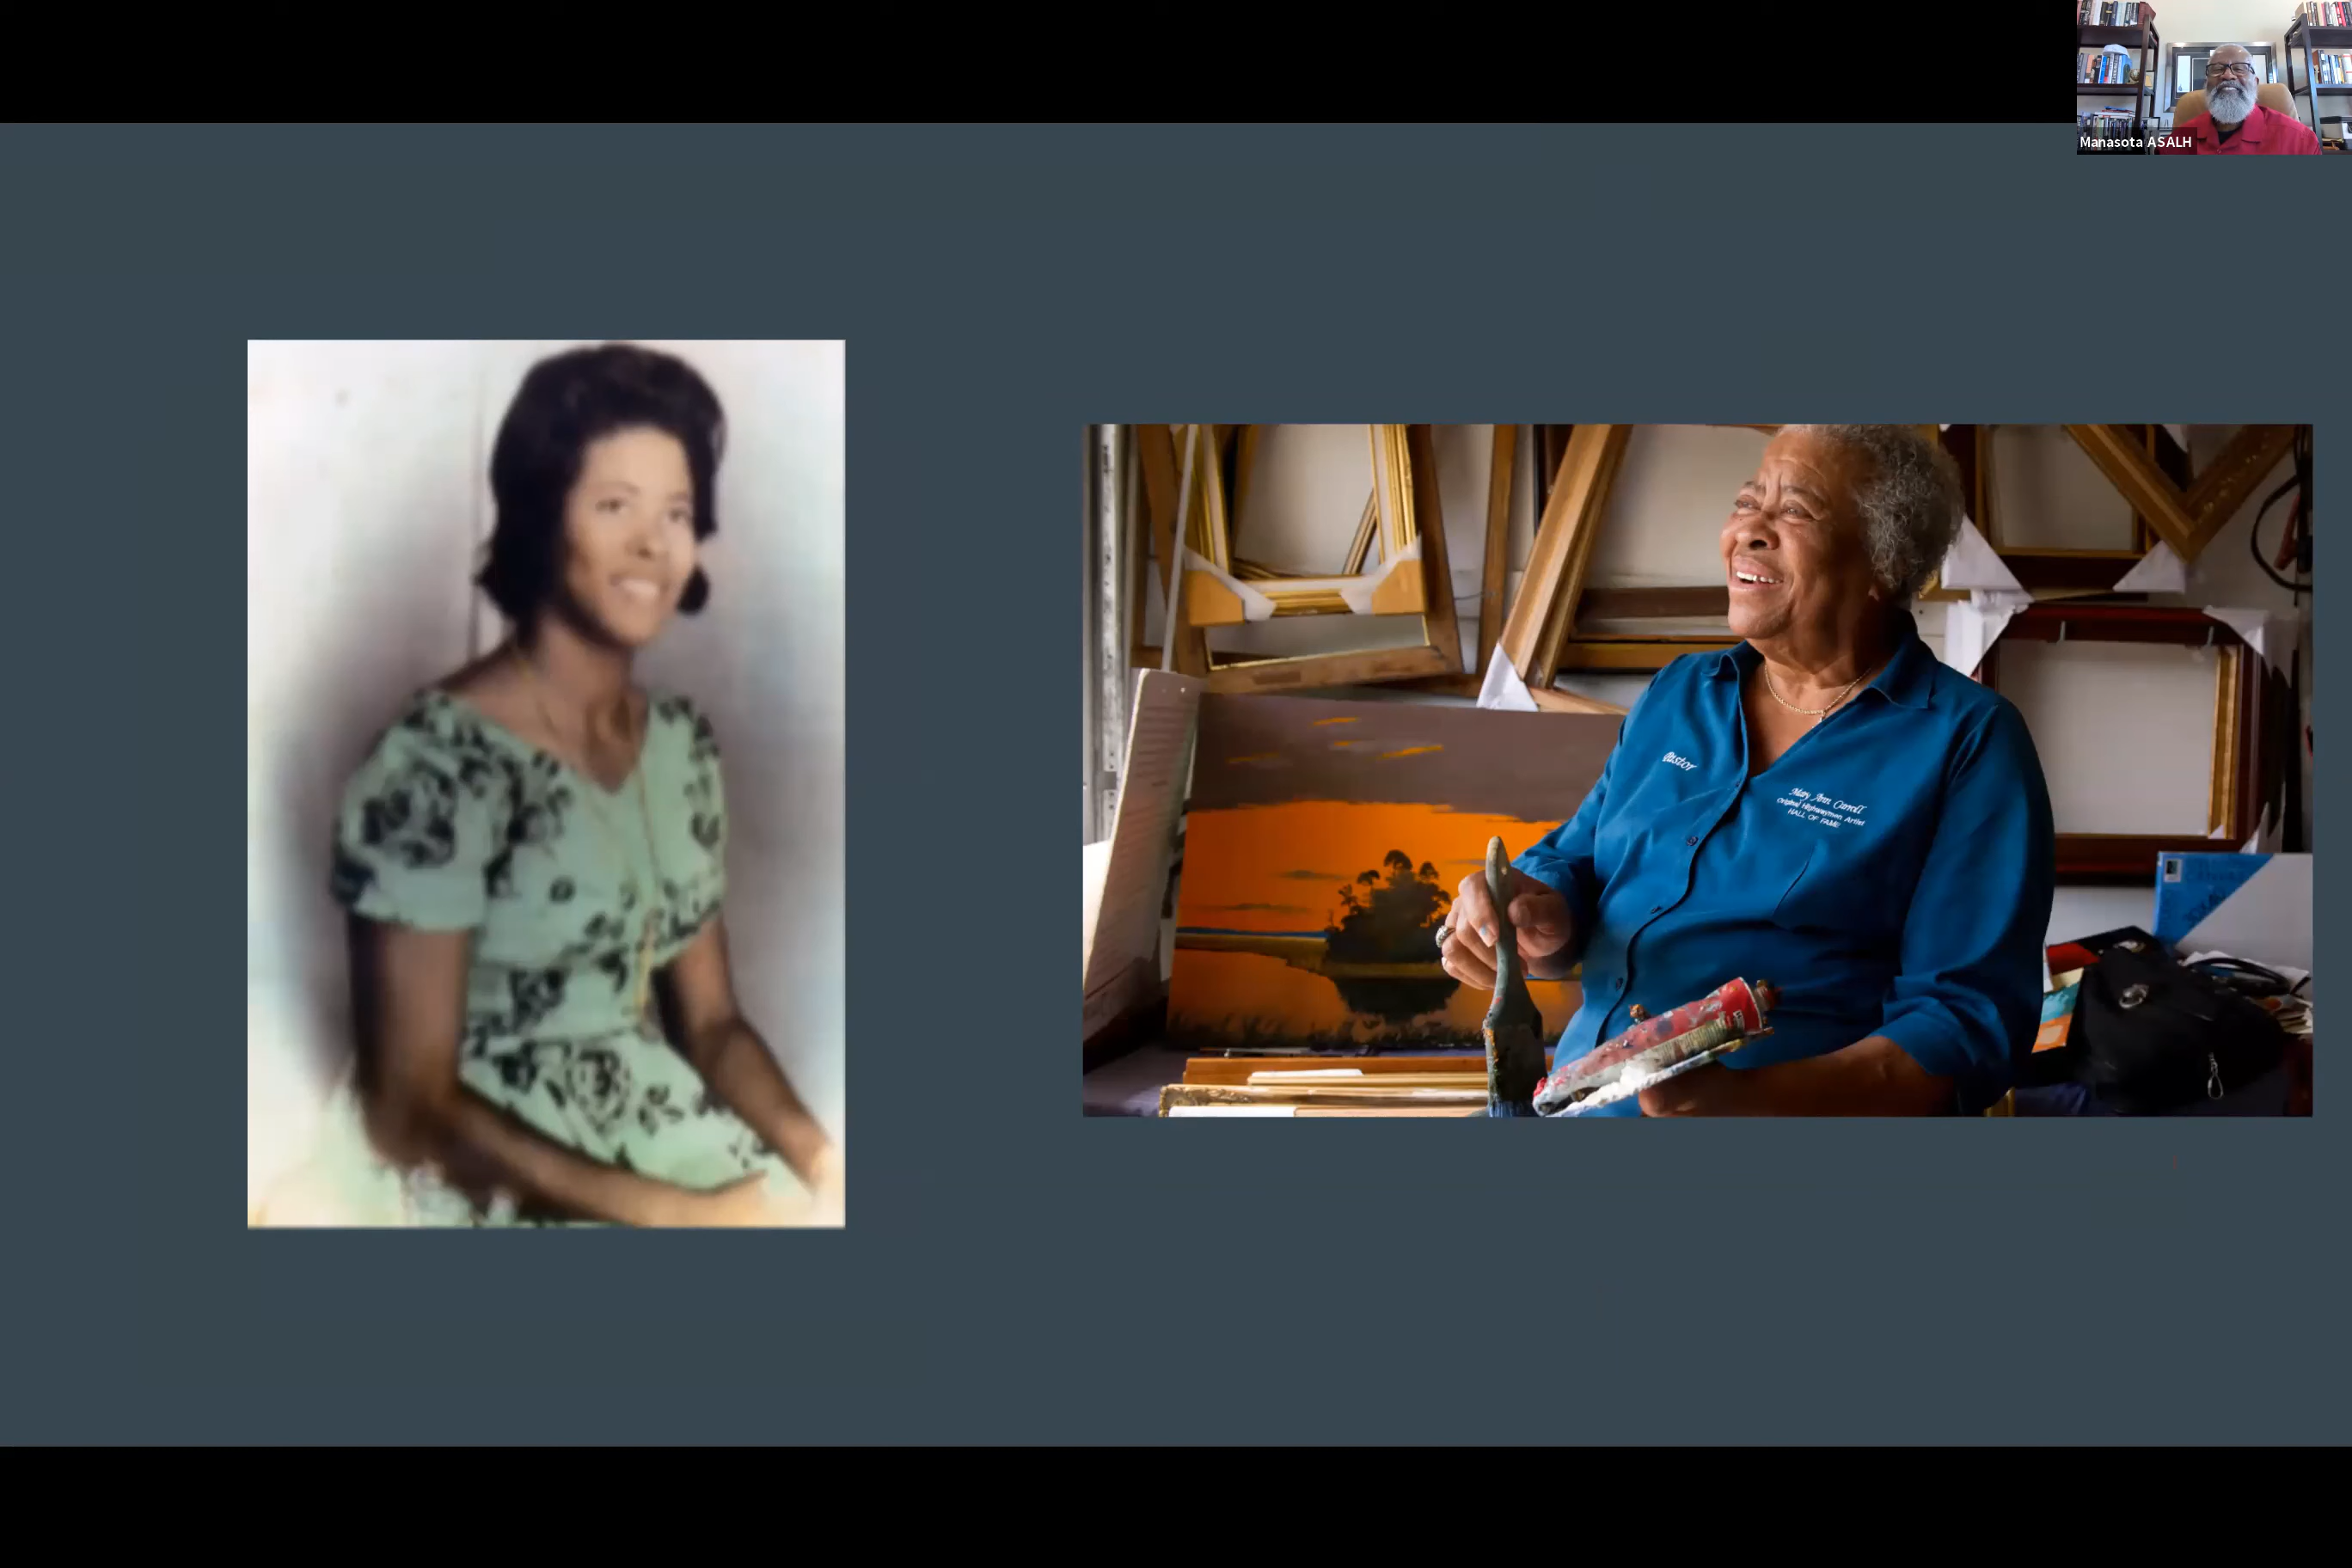 Manasota ASALH
Pastor
Mary Ann Carroll
Original Highwaymen Artist
HALL OF FAME